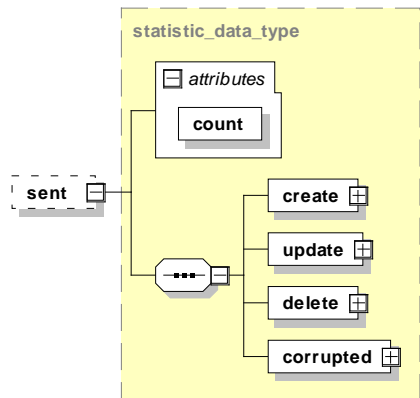 statistic_data_type
attributes
count
sent
create
update
delete
corrupted